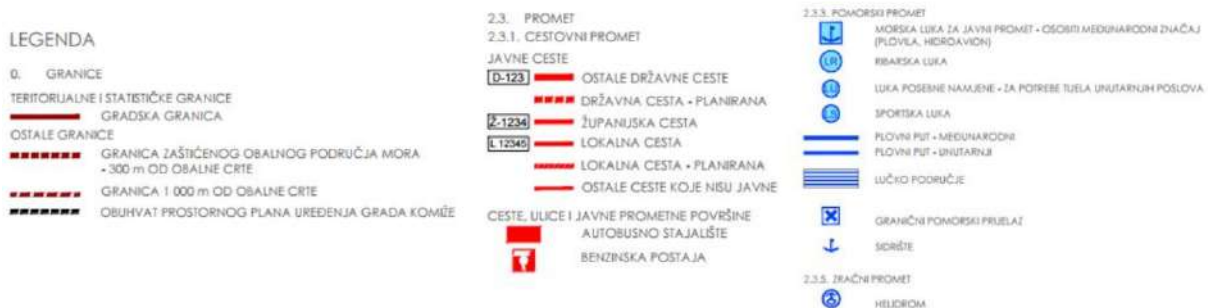 LEGENDA
0. GRANICE
TERITORIJALNE I STATISTIČKE GRANICE
GRADSKA GRANICA
OSTALE GRANICE
GRANICA ZAŠTIĆENOG OBALNOG PODRUČJA MORA
- 300 m OD OBALNE CRTE
GRANICA 1 000 m OD OBALNE CRTE
OBUHVAT PROSTORNOG PLANA UREĐENJA GRADA KOMIŽE
2.3. PROMET
2.3.1. CESTOVNI PROMET
JAVNE CESTE
D-123 OSTALE DRŽAVNE CESTE
DRŽAVNA CESTA - PLANIRANA
Ž-1234 ŽUPANIJSKA CESTA
L 12345 LOKALNA CESTA
LOKALNA CESTA - PLANIRANA
OSTALE CESTE KOJE NISU JAVNE
CESTE, ULICE I JAVNE PROMETNE POVRŠINE
AUTOBUSNO STAJALIŠTE
BENZINSKA POSTAJA
2.3.3. POMORSKI PROMET
MORSKA LUKA ZA JAVNI PROMET - OSOBITI MEĐUNARODNI ZNAČAJ
(PLOVILA, HIDROAVION)
LR RIBARSKA LUKA
LU LUKA POSEBNE NAMJENE - ZA POTREBE TIJELA UNUTARNJIH POSLOVA
LS SPORTSKA LUKA
PLOVNI PUT - MEĐUNARODNI
PLOVNI PUT - UNUTARNJI
LUČKO PODRUČJE
GRANIČNI POMORSKI PRIJELAZ
SIDRIŠTE
2.3.5. ZRAČNI PROMET
HELIDROM